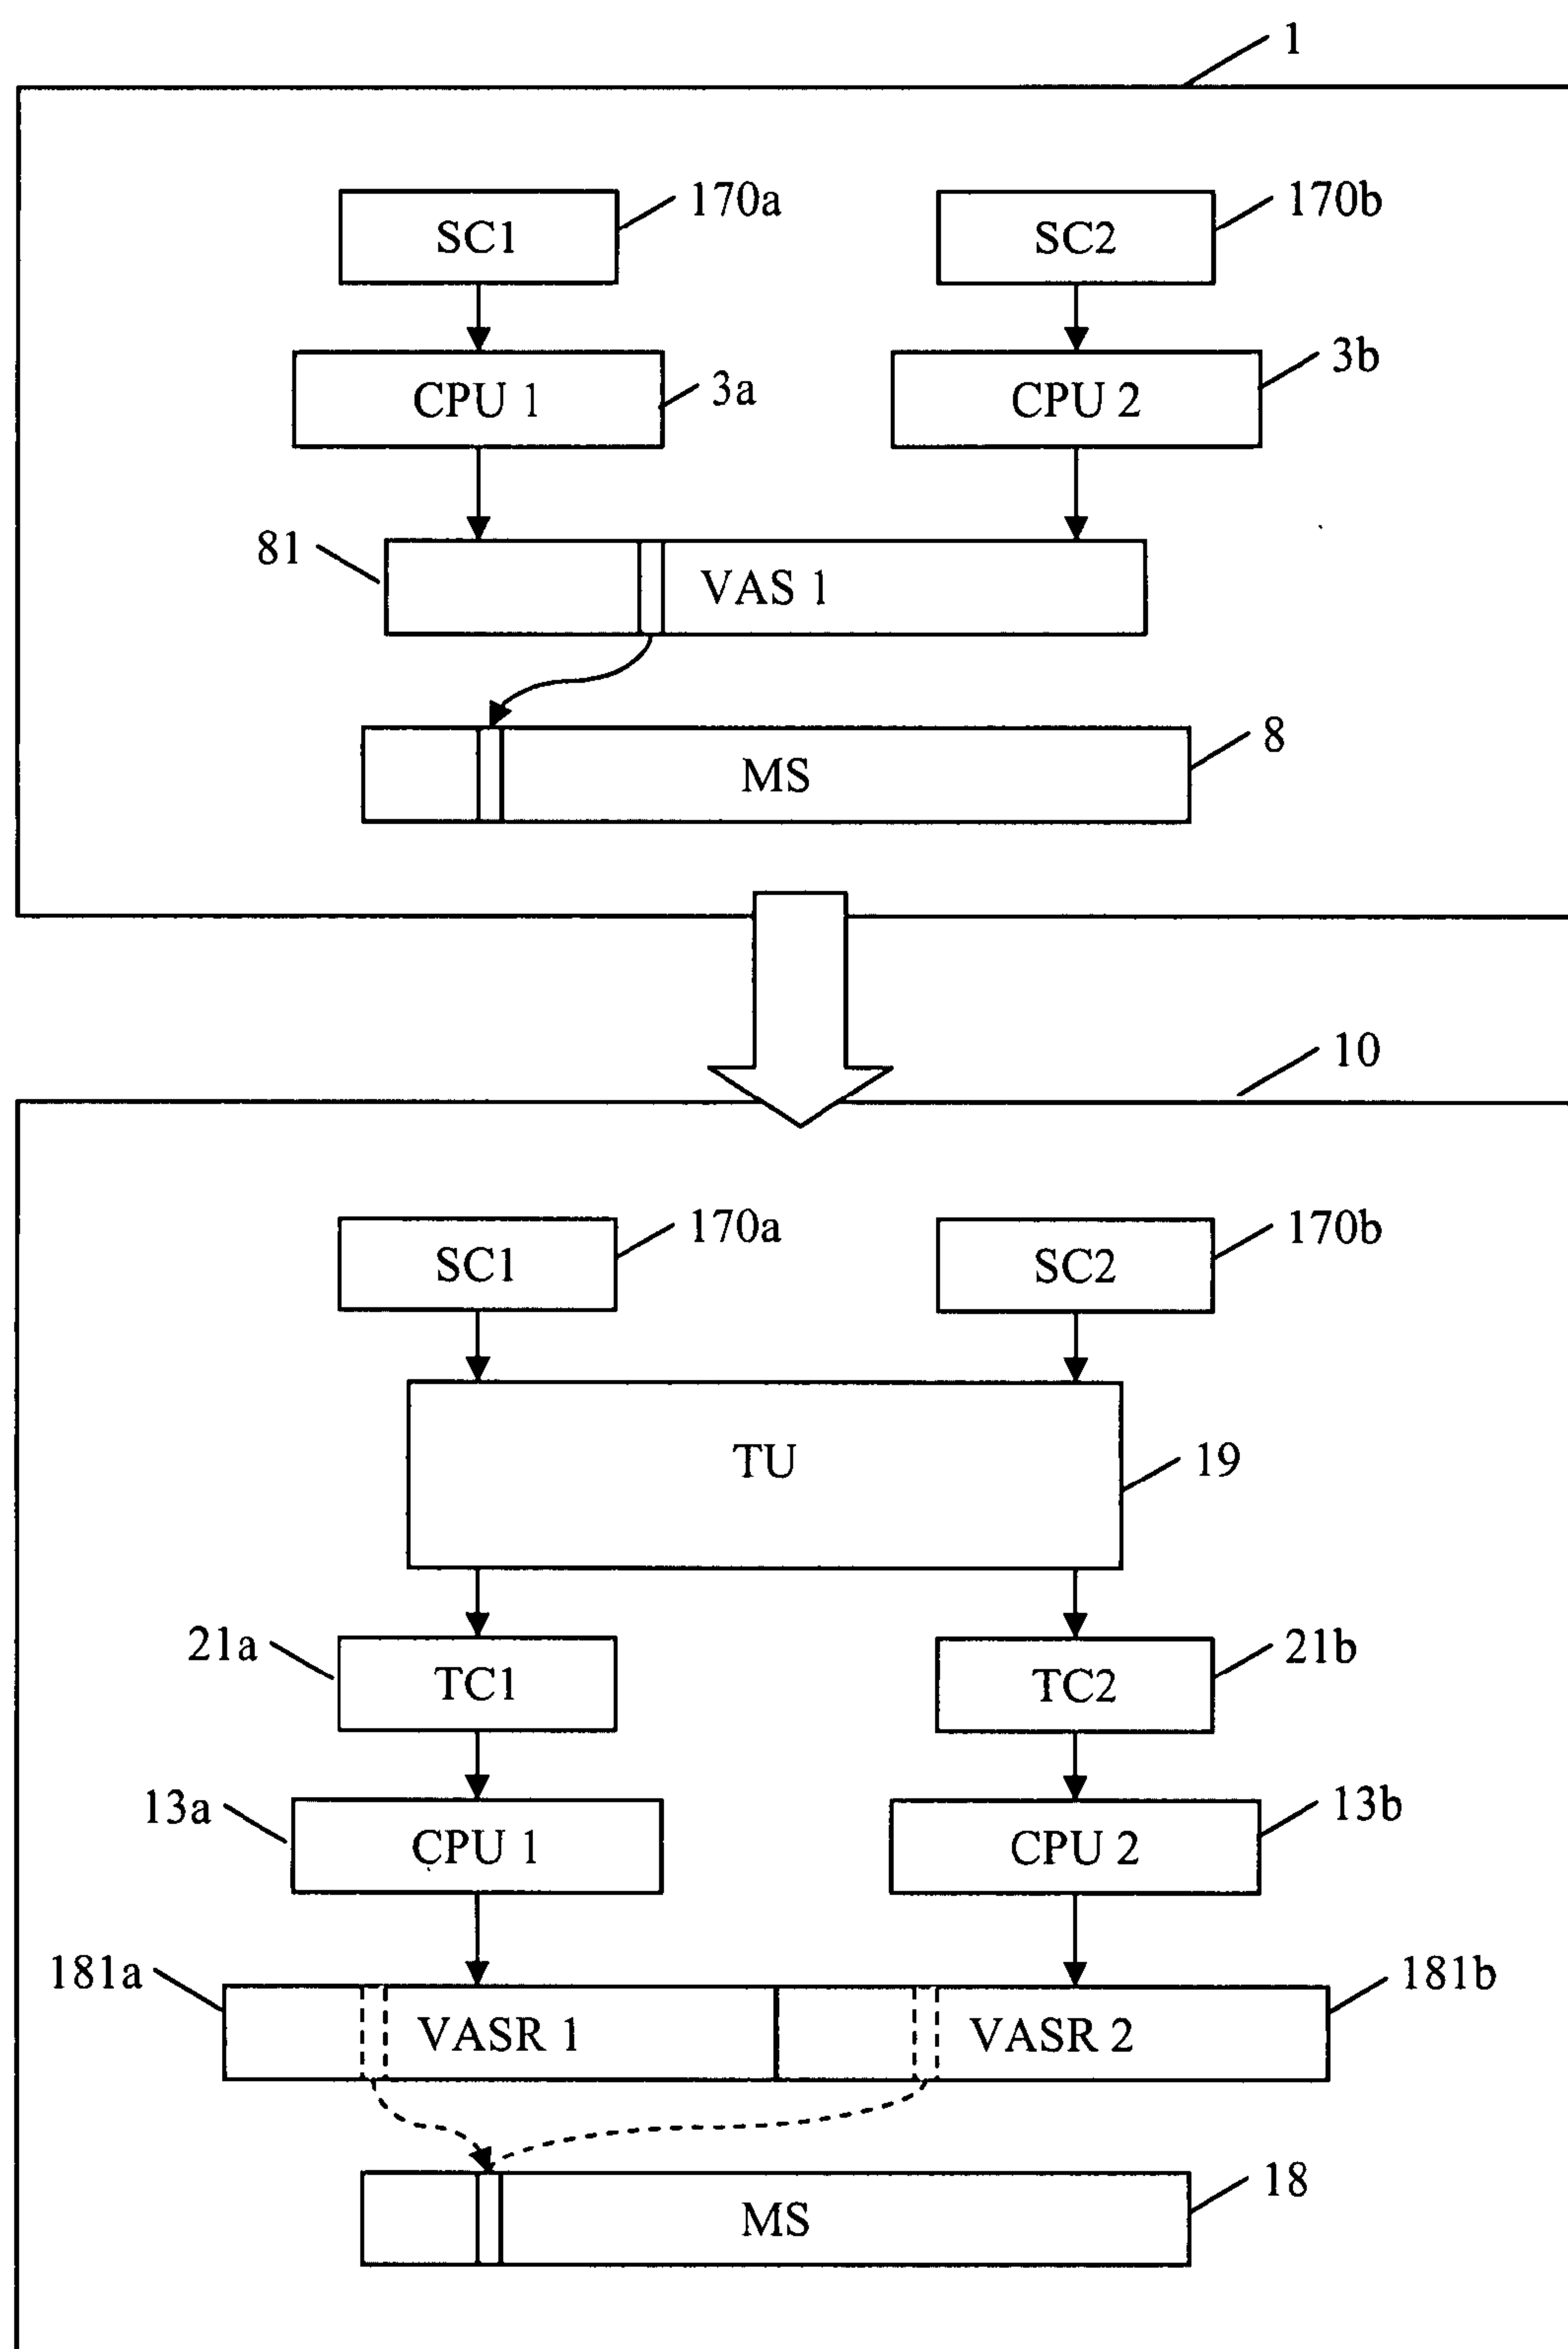 1
170a
170b
SC1
SC2
3b
3a
CPU 1
CPU 2
81
VAS 1
8
MS
10
170a
170b
SC1
SC2
TU
19
21a
21b
TC1
TC2
13a
13b
CPU 1
CPU 2
181a
181b
VASR 1
VASR 2
18
MS